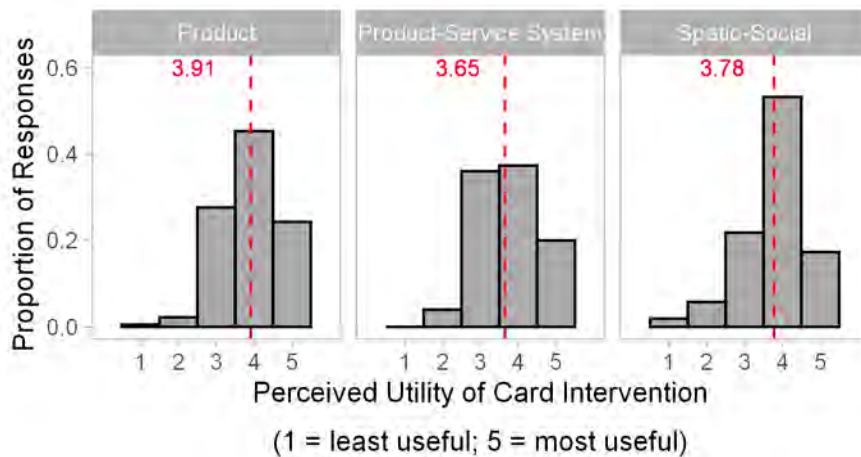 Product
Product-Service System
Spatio-Social
3.91
3.65
3.78
Proportion of Responses
0.6
0.4
0.2
0.0
1 2 3 4 5
1 2 3 4 5
1 2 3 4 5
Perceived Utility of Card Intervention
(1 = least useful; 5 = most useful)